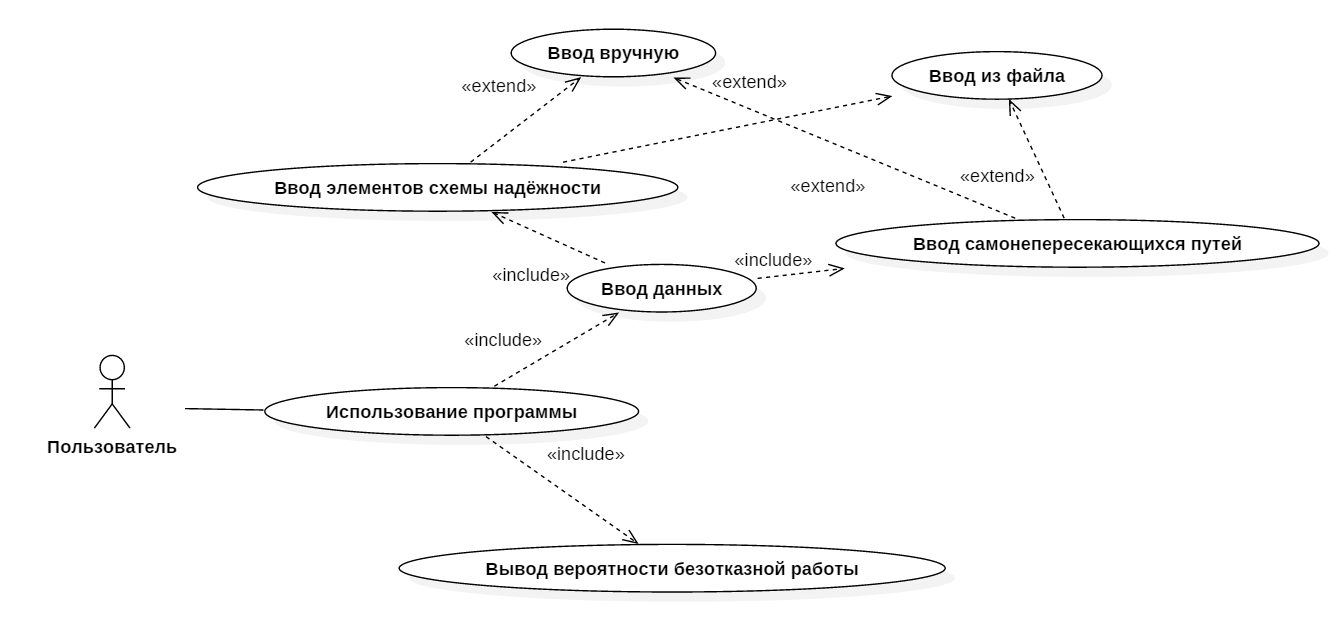 Ввод вручную
Ввод из файла
«extend»
«extend»
Ввод элементов схемы надёжности
«extend»
«extend»
Ввод самонепересекающихся путей
«include»
«include»
Ввод данных
«include»
Использование программы
Пользователь
«include»
Вывод вероятности безотказной работы